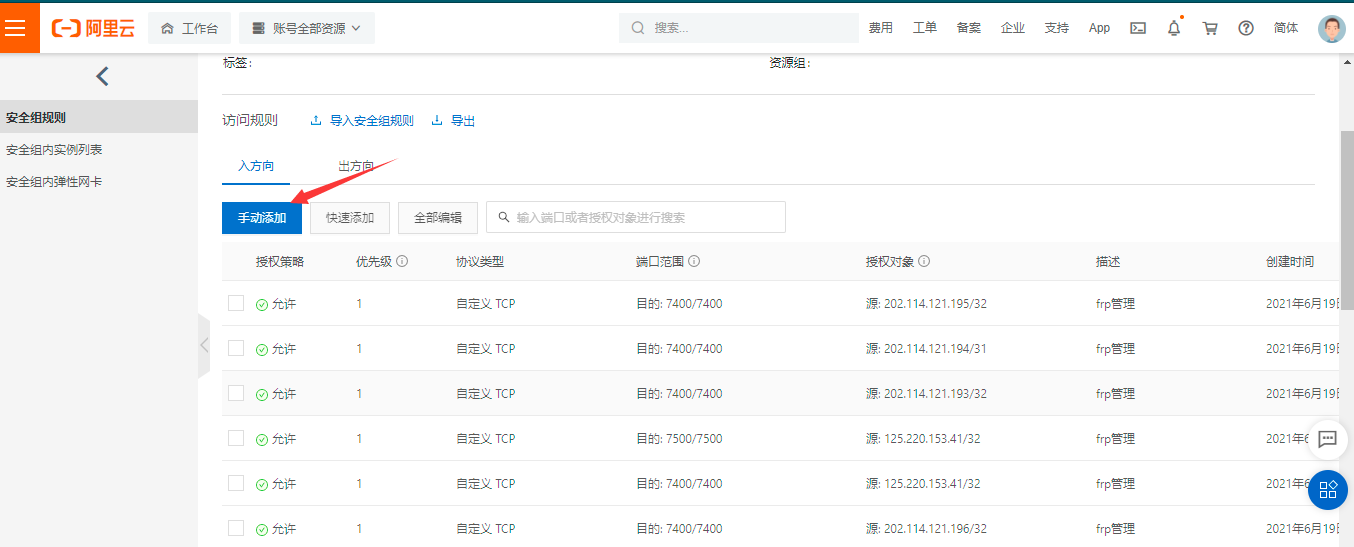 阿里云 工作台 账号全部资源 搜索... 费用 工单 备案 企业 支持 App 简体
标签: 资源组:
安全组规则
安全组内实例列表
安全组内弹性网卡
访问规则 导入安全组规则 导出
入方向 出方向
手动添加 快速添加 全部编辑 输入端口或者授权对象进行搜索
授权策略 优先级 协议类型 端口范围 授权对象 描述 创建时间
允许 1 自定义 TCP 目的: 7400/7400 源: 202.114.121.195/32 frp管理 2021年6月19日
允许 1 自定义 TCP 目的: 7400/7400 源: 202.114.121.194/31 frp管理 2021年6月19日
允许 1 自定义 TCP 目的: 7400/7400 源: 202.114.121.193/32 frp管理 2021年6月19日
允许 1 自定义 TCP 目的: 7500/7500 源: 125.220.153.41/32 frp管理 2021年6
允许 1 自定义 TCP 目的: 7400/7400 源: 125.220.153.41/32 frp管理 2021年6
允许 1 自定义 TCP 目的: 7400/7400 源: 202.114.121.196/32 frp管理 2021年6月19日